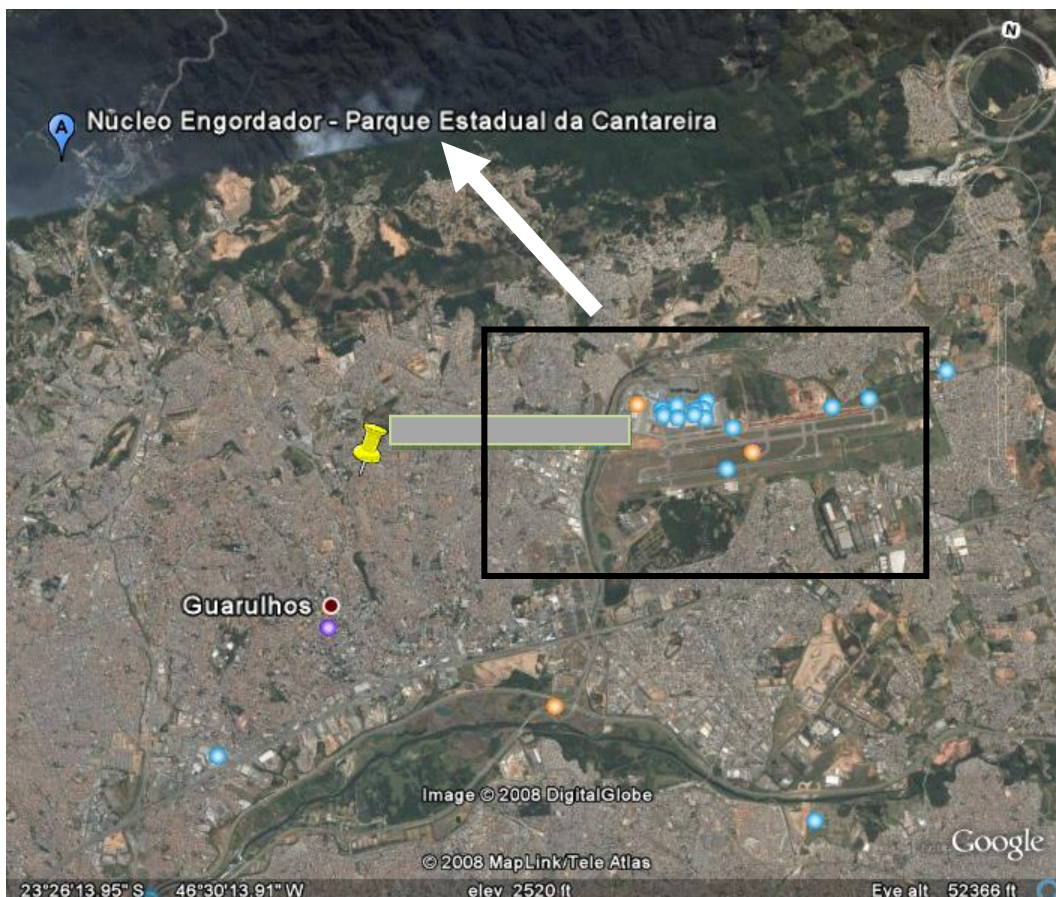 N
A
Núcleo Engordador - Parque Estadual da Cantareira
Guarulhos
Image © 2008 DigitalGlobe
Google
© 2008 MapLink/Tele Atlas
23°26'13.95" S 46°30'13.91" W elev 2520 ft Eye alt 52366 ft